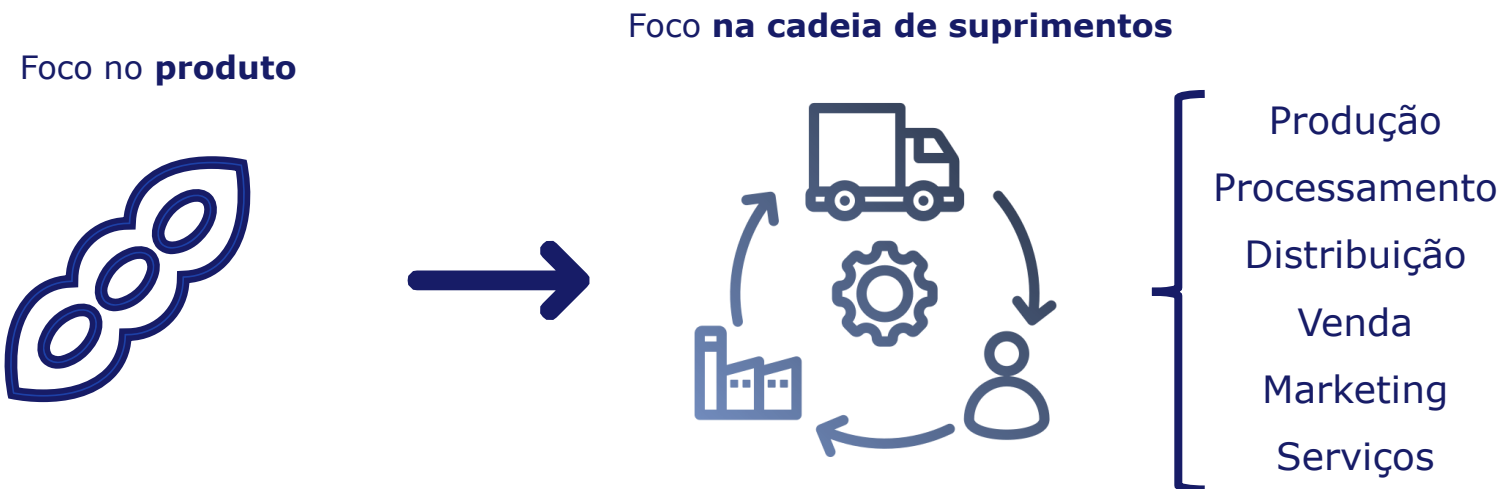 Foco no produto
Foco na cadeia de suprimentos
Produção
Processamento
Distribuição
Venda
Marketing
Serviços